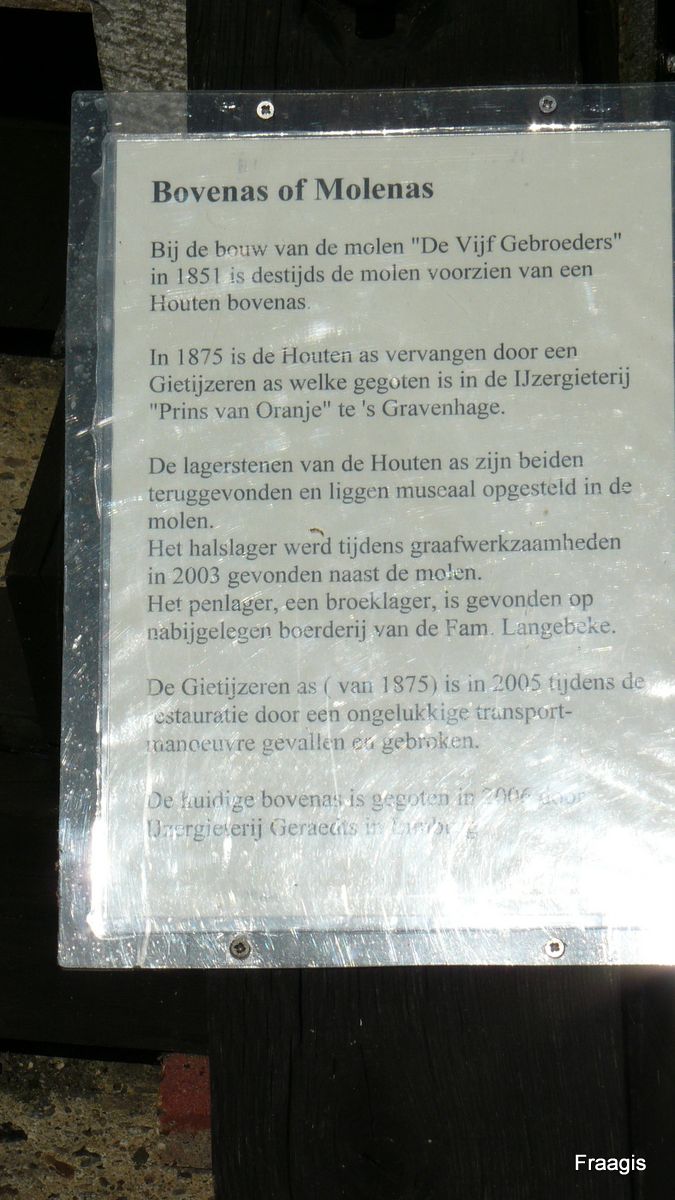 Bovenas of Molenas
Bij de bouw van de molen "De Vijf Gebroeders"
in 1851 is destijds de molen voorzien van een
Houten bovenas.
In 1875 is de Houten as vervangen door een
Gietijzeren as welke gegoten is in de IJzergieterij
"Prins van Oranje" te 's Gravenhage.
De lagerstenen van de Houten as zijn beiden
teruggevonden en liggen museaal opgesteld in de
molen.
Het halslager werd tijdens graafwerkzaamheden
in 2003 gevonden naast de molen.
Het penlager, een broeklager, is gevonden op
nabijgelegen boerderij van de Fam. Langebeke.
De Gietijzeren as ( van 1875) is in 2005 tijdens de
restauratie door een ongelukkige transport-
manoeuvre gevallen en gebroken.
De huidige bovenas is gegoten in 2006 door
IJzergieterij Geraedts in
Fraagis